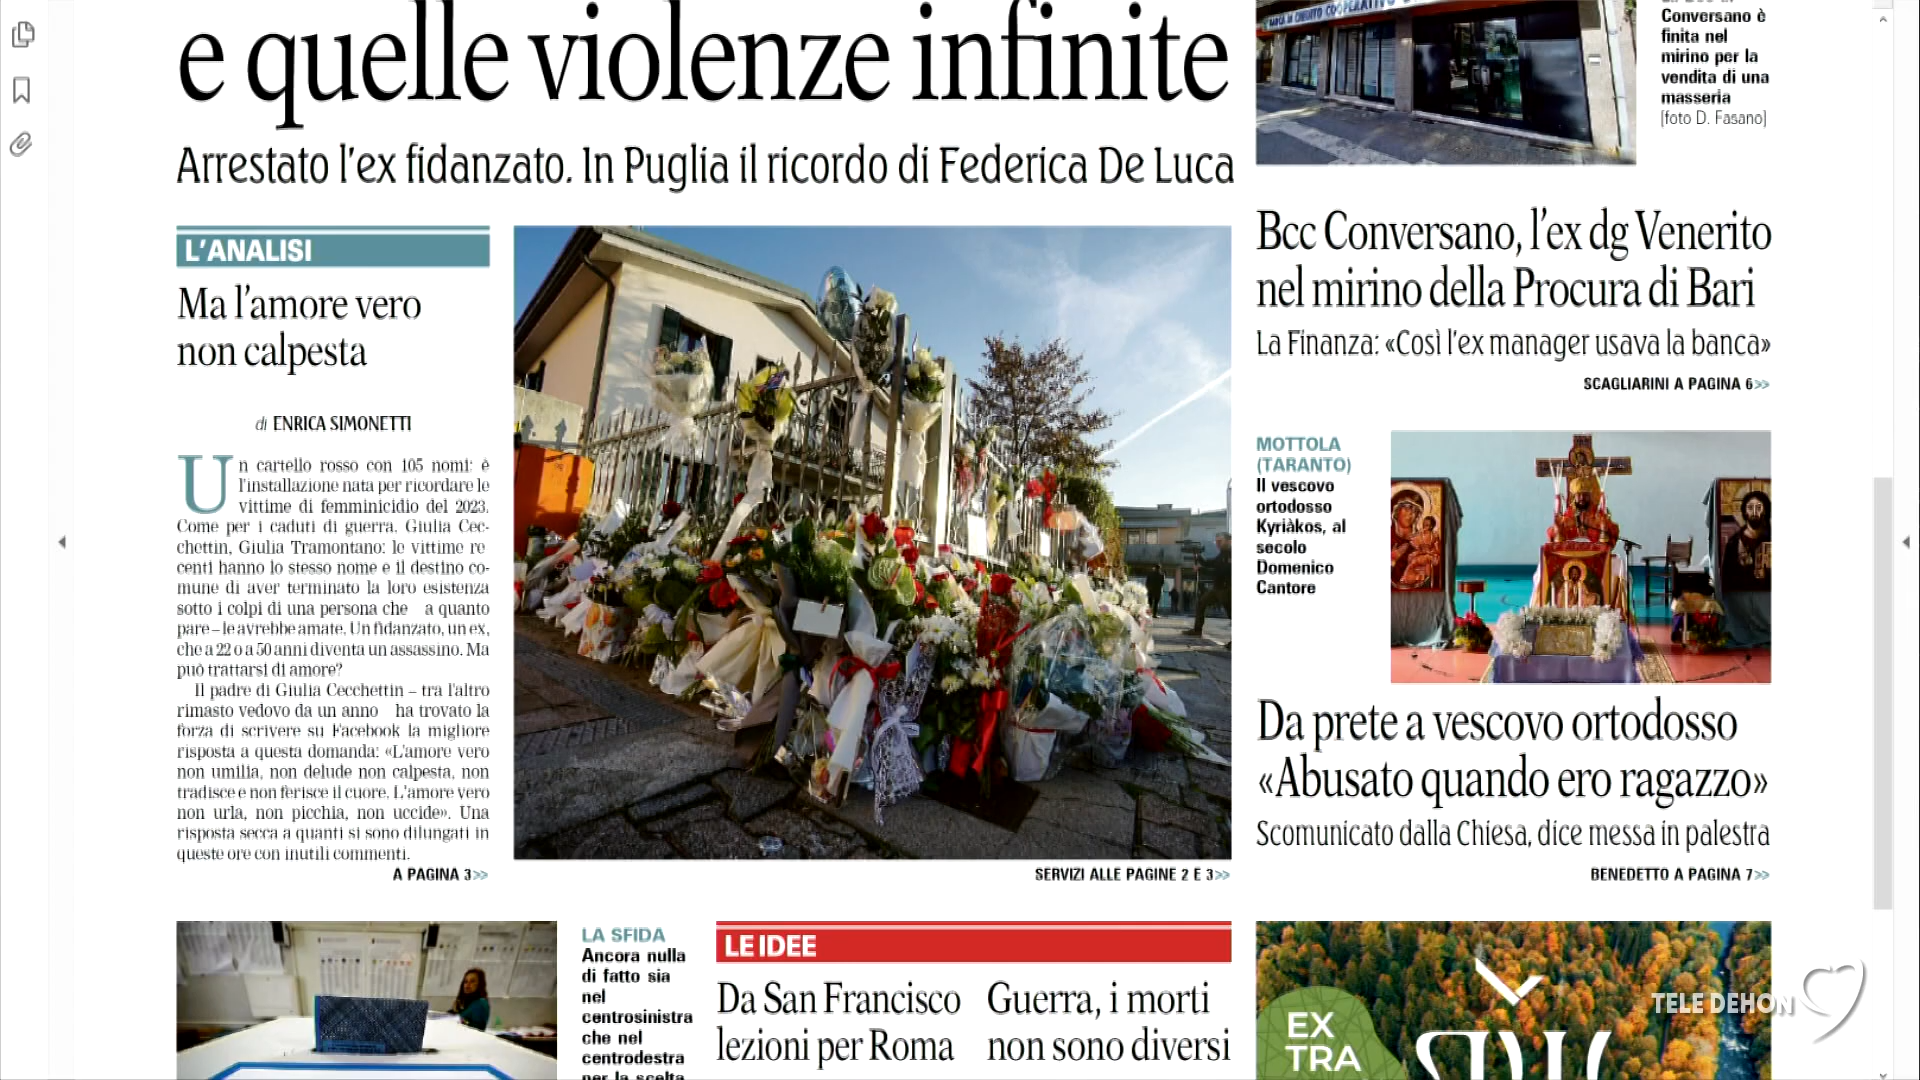 e quelle violenze infinite
Arrestato l'ex fidanzato. In Puglia il ricordo di Federica De Luca
L'ANALISI
Ma l'amore vero
non calpesta
di ENRICA SIMONETTI
Un cartello rosso con 105 nomi: è
l'installazione nata per ricordare le
vittime di femminicidio del 2023.
Come per i caduti di guerra. Giulia Cec-
chettin, Giulia Tramontano: le vittime re
centi hanno lo stesso nome e il destino co-
mune di aver terminato la loro esistenza
sotto i colpi di una persona che a quanto
pare – le avrebbe amate. Un fidanzato, un ex,
che a 22 o a 50 anni diventa un assassino. Ma
può trattarsi di amore?
Il padre di Giulia Cecchettin – tra l'altro
rimasto vedovo da un anno ha trovato la
forza di scrivere su Facebook la migliore
risposta a questa domanda: «L'amore vero
non umilia, non delude non calpesta, non
tradisce e non ferisce il cuore. L'amore vero
non urla, non picchia, non uccide». Una
risposta secca a quanti si sono dilungati in
queste ore con inutili commenti.
A PAGINA 3>>
SERVIZI ALLE PAGINE 2 E 3>>
BANCA DI CREDITO COOPERATIVO
Conversano è
finita nel
mirino per la
vendita di una
masseria
[foto D. Fasano]
Bcc Conversano, l'ex dg Venerito
nel mirino della Procura di Bari
La Finanza: «Così l'ex manager usava la banca»
SCAGLIARINI A PAGINA 6>>
MOTTOLA
(TARANTO)
Il vescovo
ortodosso
Kyriàkos, al
secolo
Domenico
Cantore
Da prete a vescovo ortodosso
«Abusato quando ero ragazzo»
Scomunicato dalla Chiesa, dice messa in palestra
BENEDETTO A PAGINA 7>>
LA SFIDA
Ancora nulla
di fatto sia
nel
centrosinistra
che nel
centrodestra
per la scelta
LE IDEE
Da San Francisco
lezioni per Roma
Guerra, i morti
non sono diversi
EX
TRA
TELE DEHON